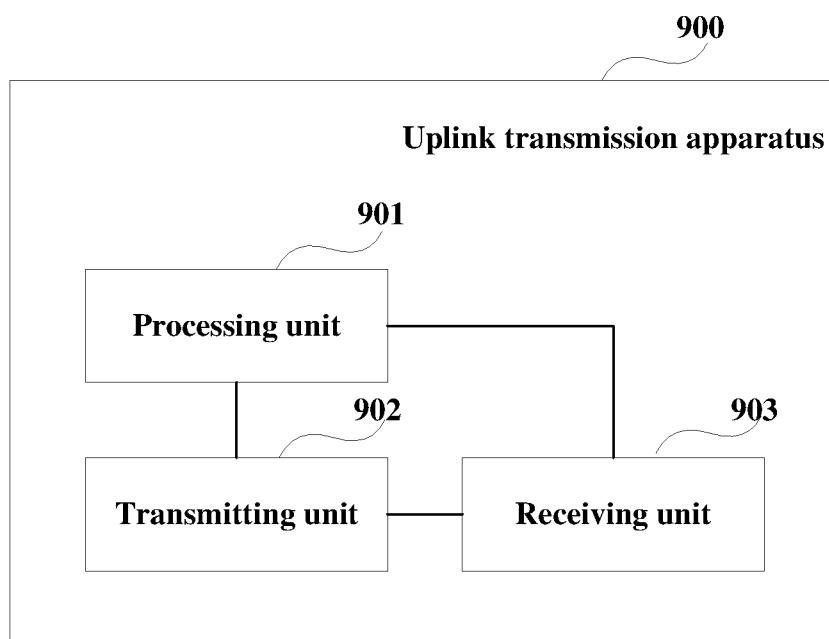 900
Uplink transmission apparatus
901
Processing unit
902
903
Transmitting unit
Receiving unit